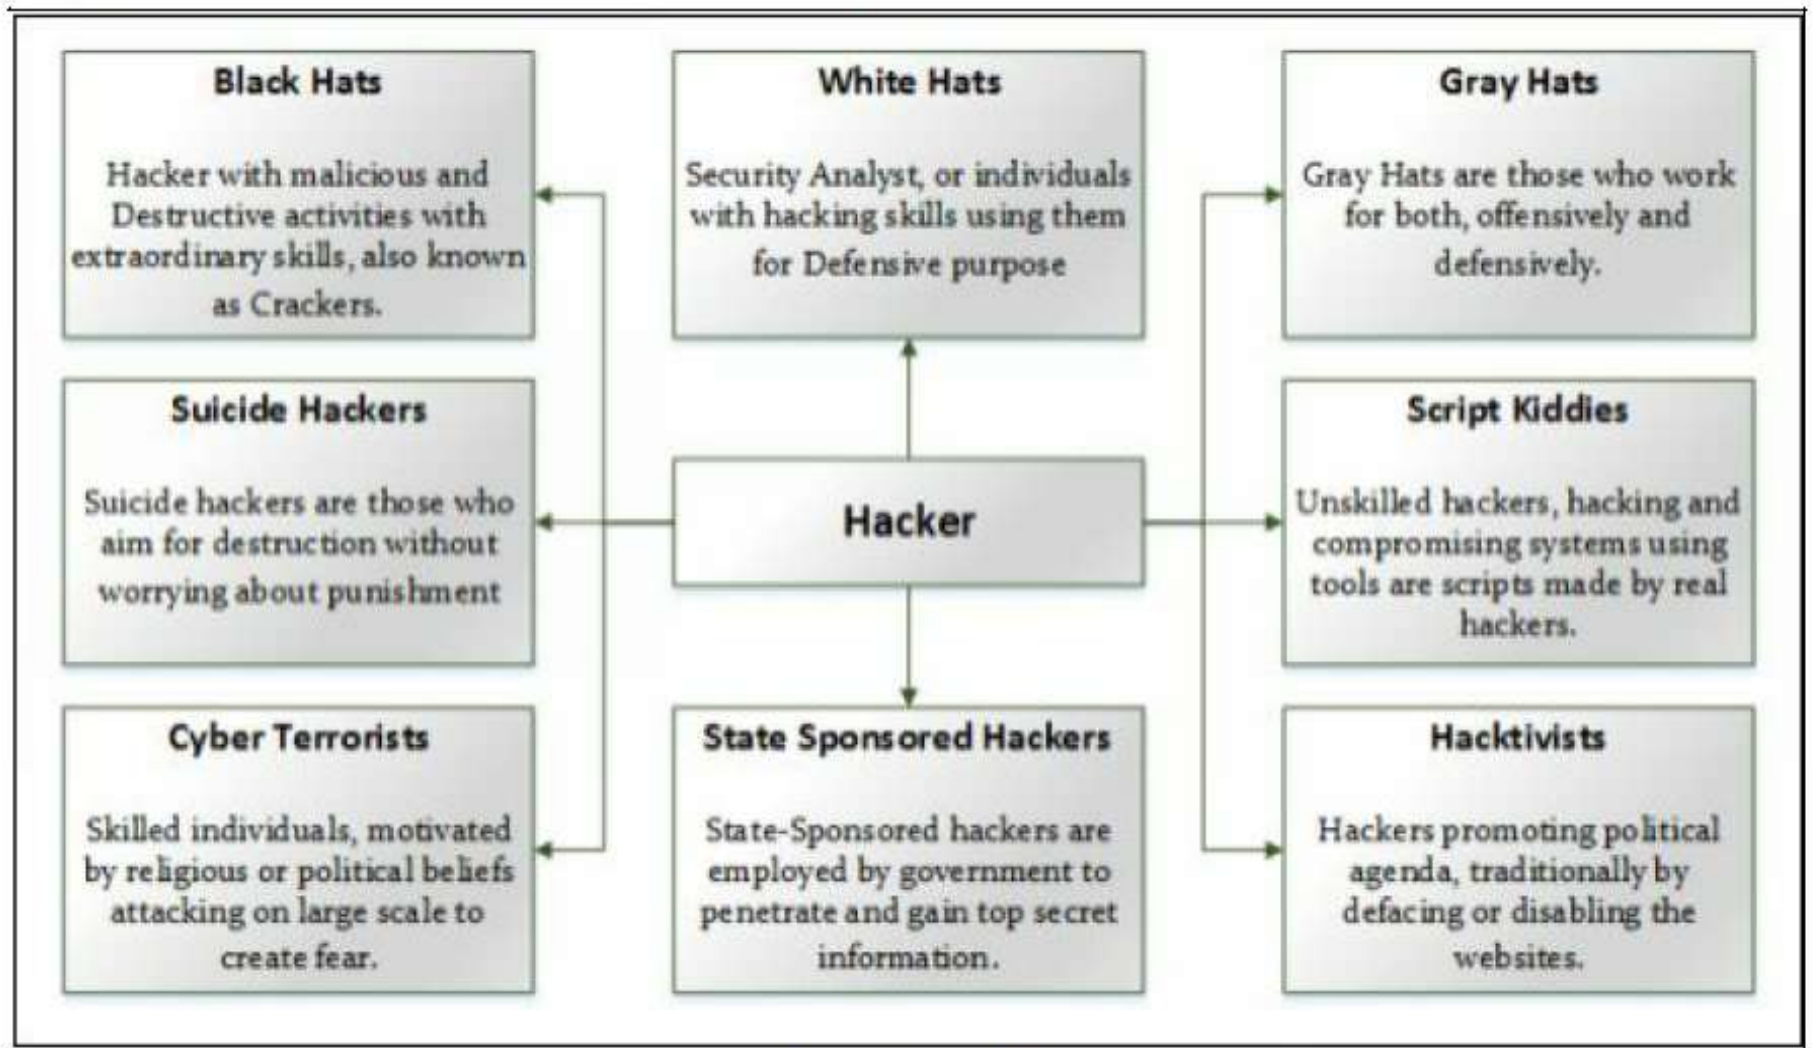 Black Hats
Hacker with malicious and
Destructive activities with
extraordinary skills, also known
as Crackers.
White Hats
Security Analyst, or individuals
with hacking skills using them
for Defensive purpose
Gray Hats
Gray Hats are those who work
for both, offensively and
defensively.
Suicide Hackers
Suicide hackers are those who
aim for destruction without
worrying about punishment
Hacker
Script Kiddies
Unskilled hackers, hacking and
compromising systems using
tools are scripts made by real
hackers.
Cyber Terrorists
Skilled individuals, motivated
by religious or political beliefs
attacking on large scale to
create fear.
State Sponsored Hackers
State-Sponsored hackers are
employed by government to
penetrate and gain top secret
information.
Hacktivists
Hackers promoting political
agenda, traditionally by
defacing or disabling the
websites.